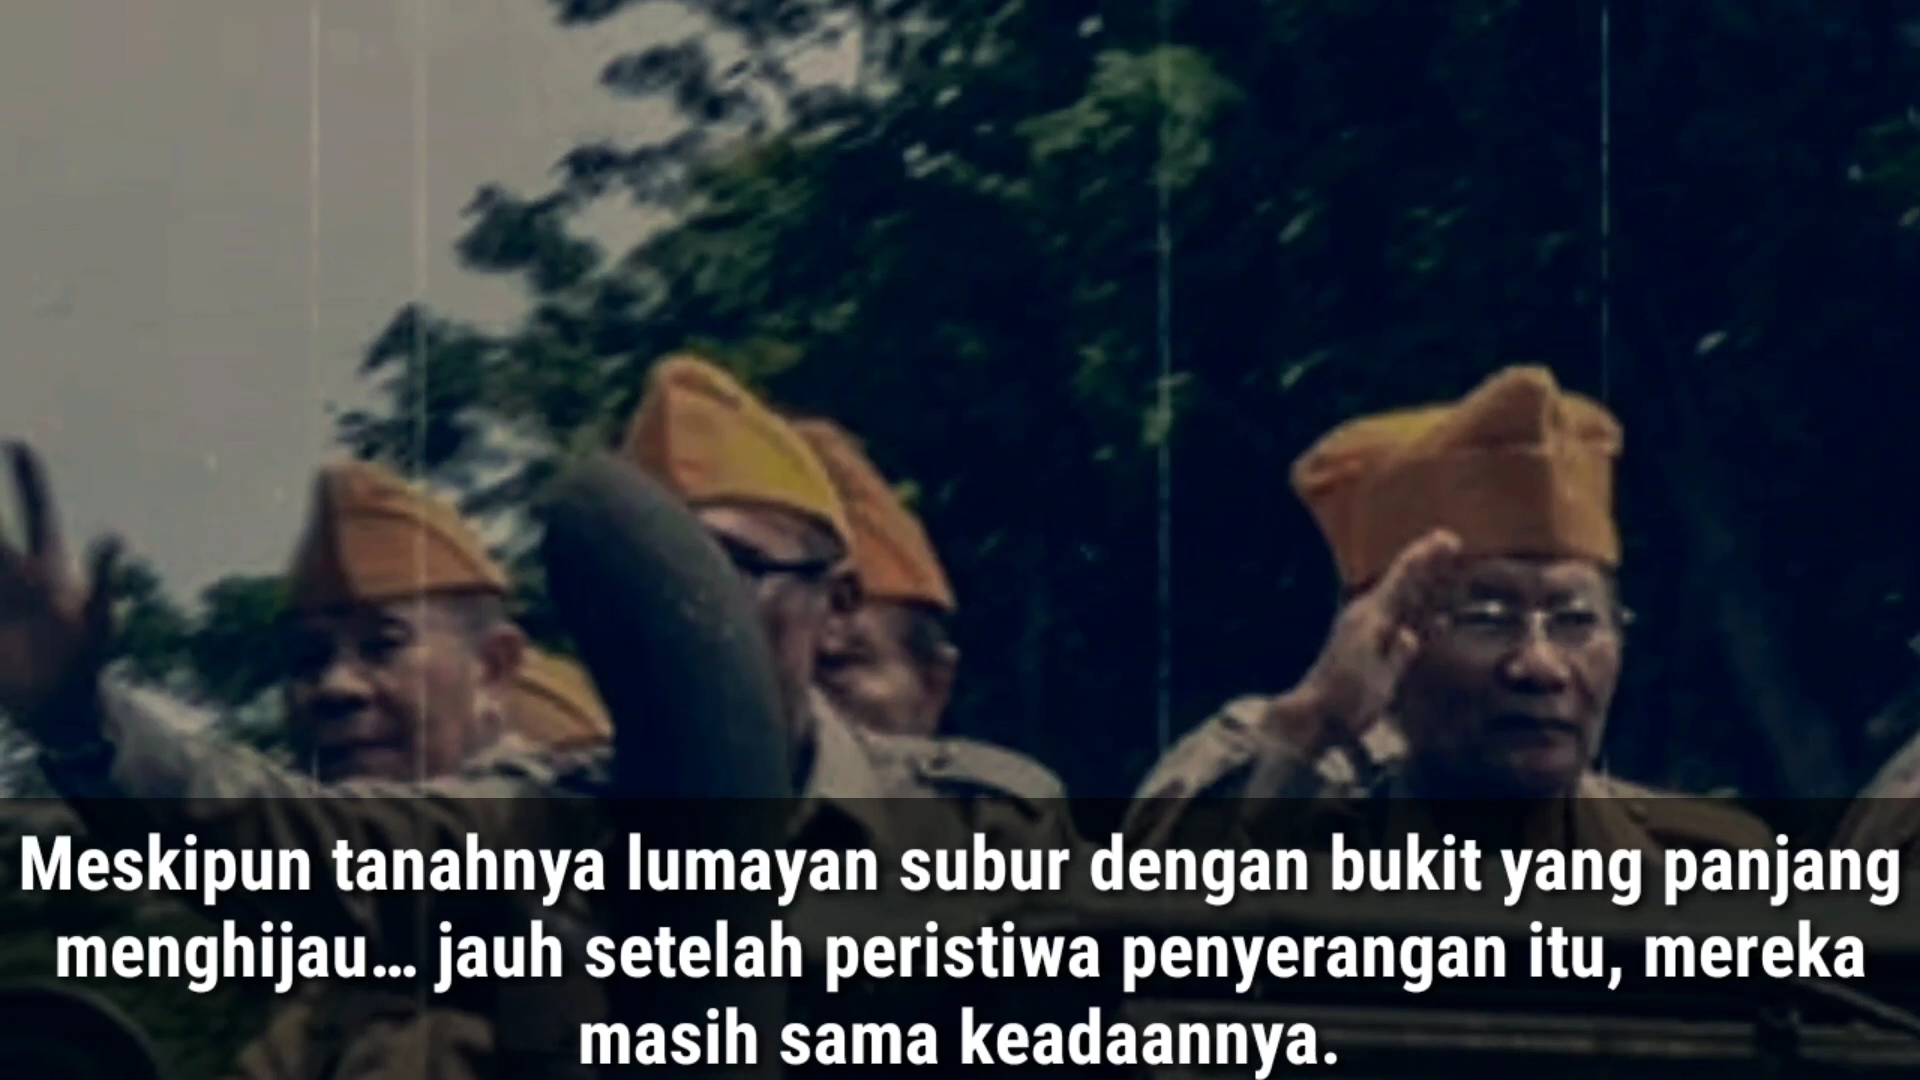 Meskipun tanahnya lumayan subur dengan bukit yang panjang
menghijau... jauh setelah peristiwa penyerangan itu, mereka
masih sama keadaannya.